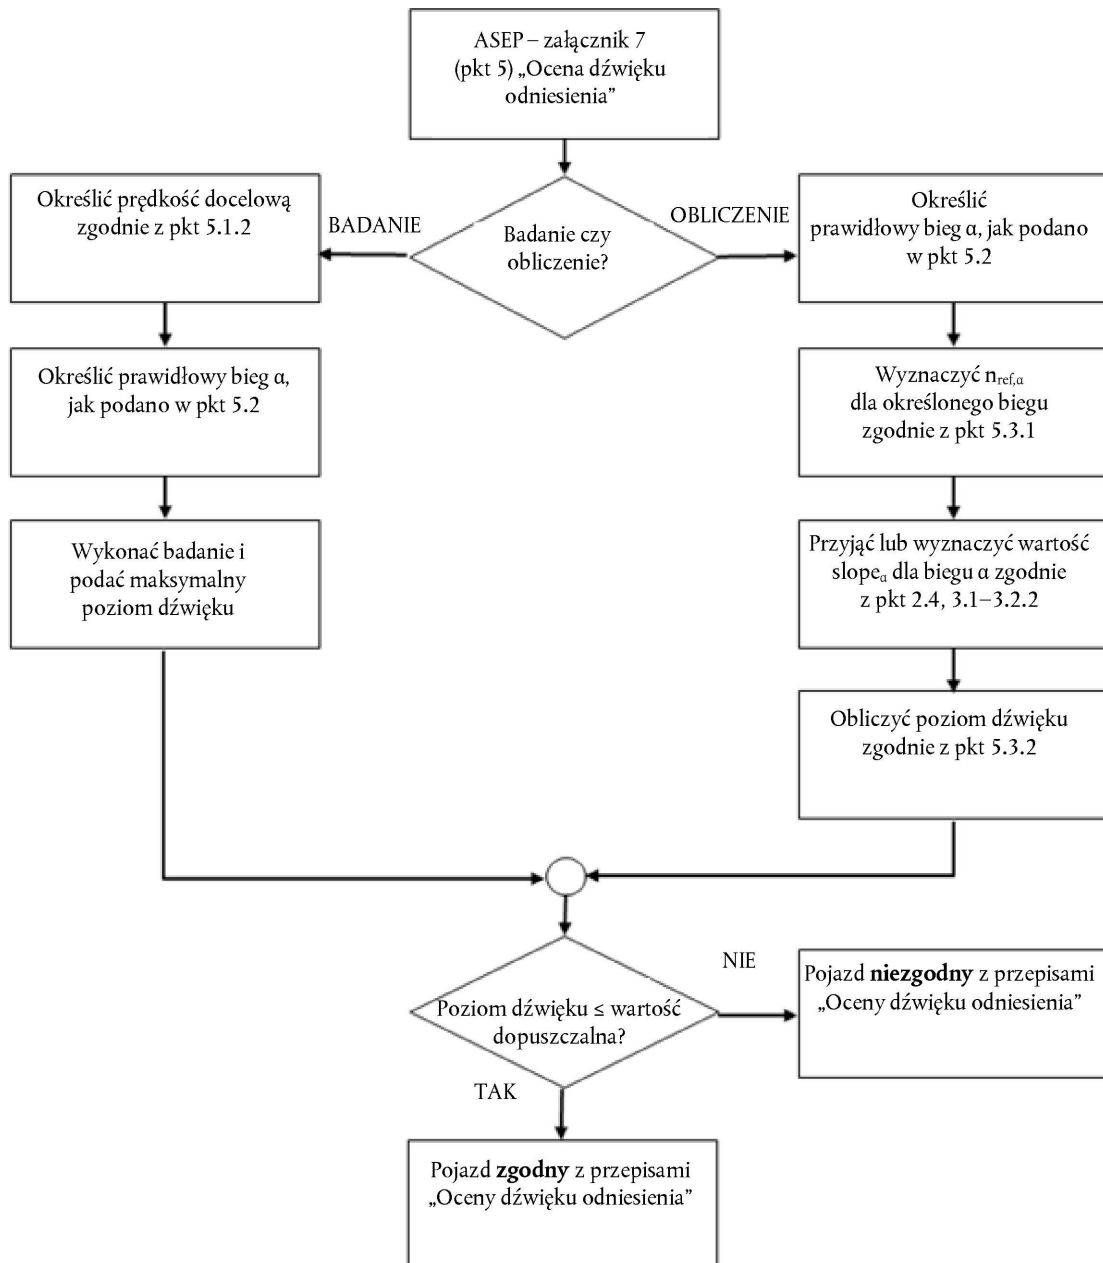 ASEP – załącznik 7
(pkt 5) „Ocena dźwięku
odniesienia”
Badanie czy
obliczenie?
BADANIE
Określić prędkość docelową
zgodnie z pkt 5.1.2
Określić prawidłowy bieg α,
jak podano w pkt 5.2
Wykonać badanie i
podać maksymalny
poziom dźwięku
OBLICZENIE
Określić
prawidłowy bieg α, jak podano
w pkt 5.2
Wyznaczyć nref,α
dla określonego biegu
zgodnie z pkt 5.3.1
Przyjąć lub wyznaczyć wartość
slopeα dla biegu α zgodnie
z pkt 2.4, 3.1–3.2.2
Obliczyć poziom dźwięku
zgodnie z pkt 5.3.2
Poziom dźwięku ≤ wartość
dopuszczalna?
NIE
Pojazd niezgodny z przepisami
„Oceny dźwięku odniesienia”
TAK
Pojazd zgodny z przepisami
„Oceny dźwięku odniesienia”